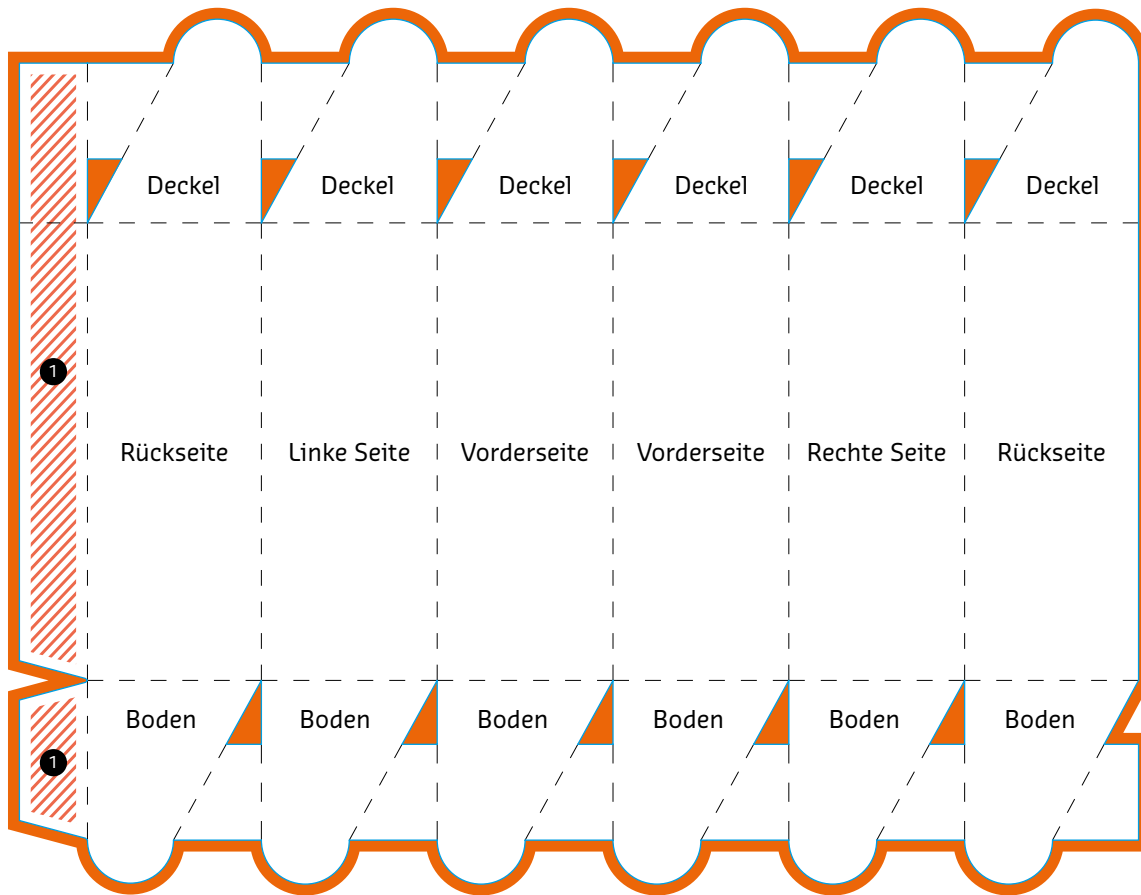 Deckel Deckel Deckel Deckel Deckel Deckel
1
Rückseite Linke Seite Vorderseite Vorderseite Rechte Seite Rückseite
Boden Boden Boden Boden Boden Boden
1